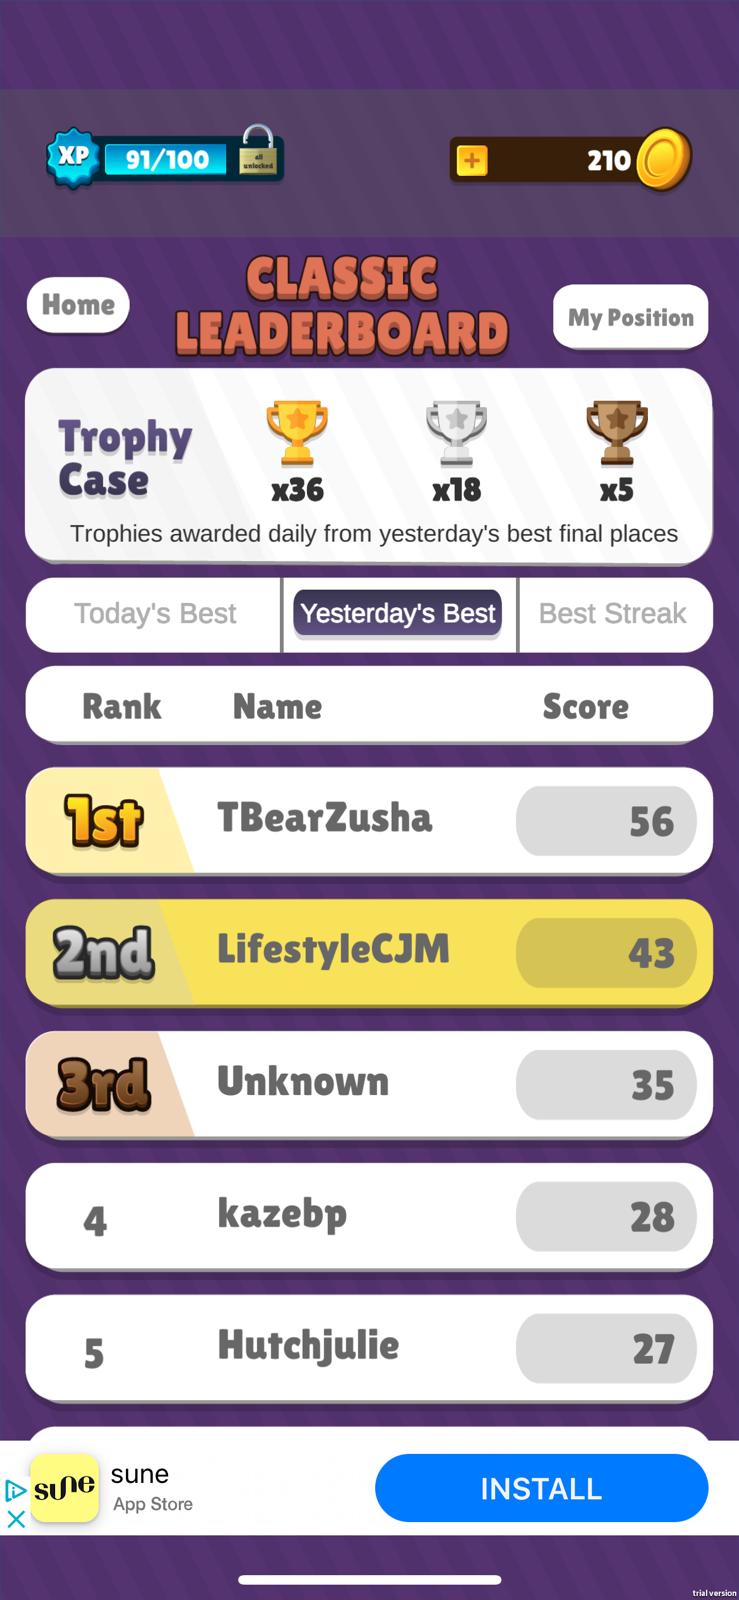 XP 91/100 all unlocked 210
Home CLASSIC LEADERBOARD My Position
Trophy Case
x36 x18 x5
Trophies awarded daily from yesterday's best final places
Today's Best Yesterday's Best Best Streak
Rank Name Score
1st TBearZusha 56
2nd LifestyleCJM 43
3rd Unknown 35
4 kazebp 28
5 Hutchjulie 27
sune sune
App Store
INSTALL
trial version